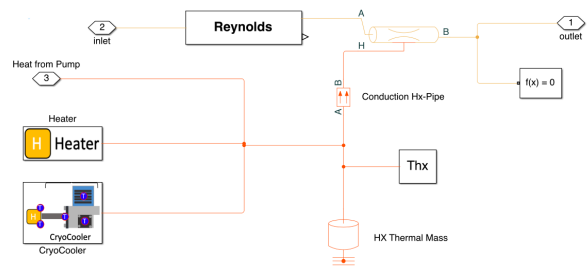 A
1
2
Reynolds
B
outlet
inlet
H
Heat from Pump
3
f(x) = 0
B
Conduction Hx-Pipe
A
Heater
H Heater
Thx
T
T
H
T
T
T
CryoCooler
CryoCooler
HX Thermal Mass